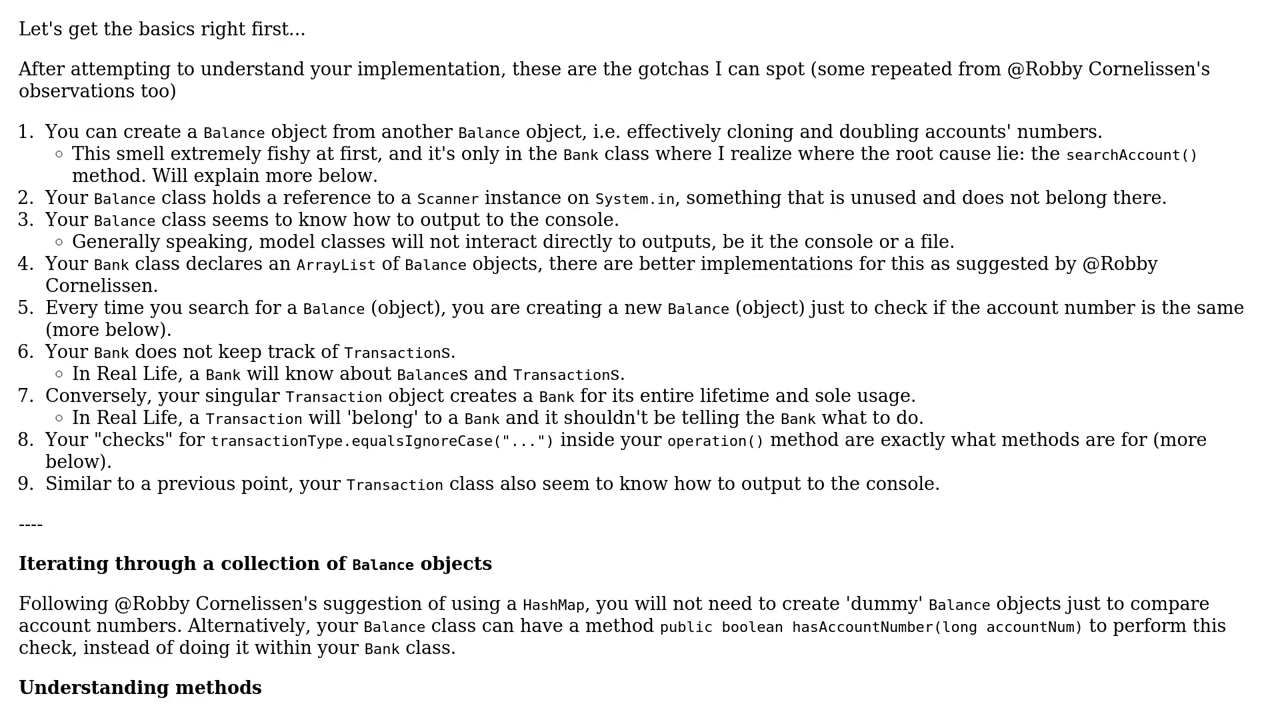 Let's get the basics right first...
After attempting to understand your implementation, these are the gotchas I can spot (some repeated from @Robby Cornelissen's
observations too)
1. You can create a Balance object from another Balance object, i.e. effectively cloning and doubling accounts' numbers.
◦ This smell extremely fishy at first, and it's only in the Bank class where I realize where the root cause lie: the searchAccount()
method. Will explain more below.
2. Your Balance class holds a reference to a Scanner instance on System.in, something that is unused and does not belong there.
3. Your Balance class seems to know how to output to the console.
◦ Generally speaking, model classes will not interact directly to outputs, be it the console or a file.
4. Your Bank class declares an ArrayList of Balance objects, there are better implementations for this as suggested by @Robby
Cornelissen.
5. Every time you search for a Balance (object), you are creating a new Balance (object) just to check if the account number is the same
(more below).
6. Your Bank does not keep track of Transactions.
◦ In Real Life, a Bank will know about Balances and Transactions.
7. Conversely, your singular Transaction object creates a Bank for its entire lifetime and sole usage.
◦ In Real Life, a Transaction will 'belong' to a Bank and it shouldn't be telling the Bank what to do.
8. Your "checks" for transactionType.equalsIgnoreCase("...") inside your operation() method are exactly what methods are for (more
below).
9. Similar to a previous point, your Transaction class also seem to know how to output to the console.
----
Iterating through a collection of Balance objects
Following @Robby Cornelissen's suggestion of using a HashMap, you will not need to create 'dummy' Balance objects just to compare
account numbers. Alternatively, your Balance class can have a method public boolean hasAccountNumber(long accountNum) to perform this
check, instead of doing it within your Bank class.
Understanding methods